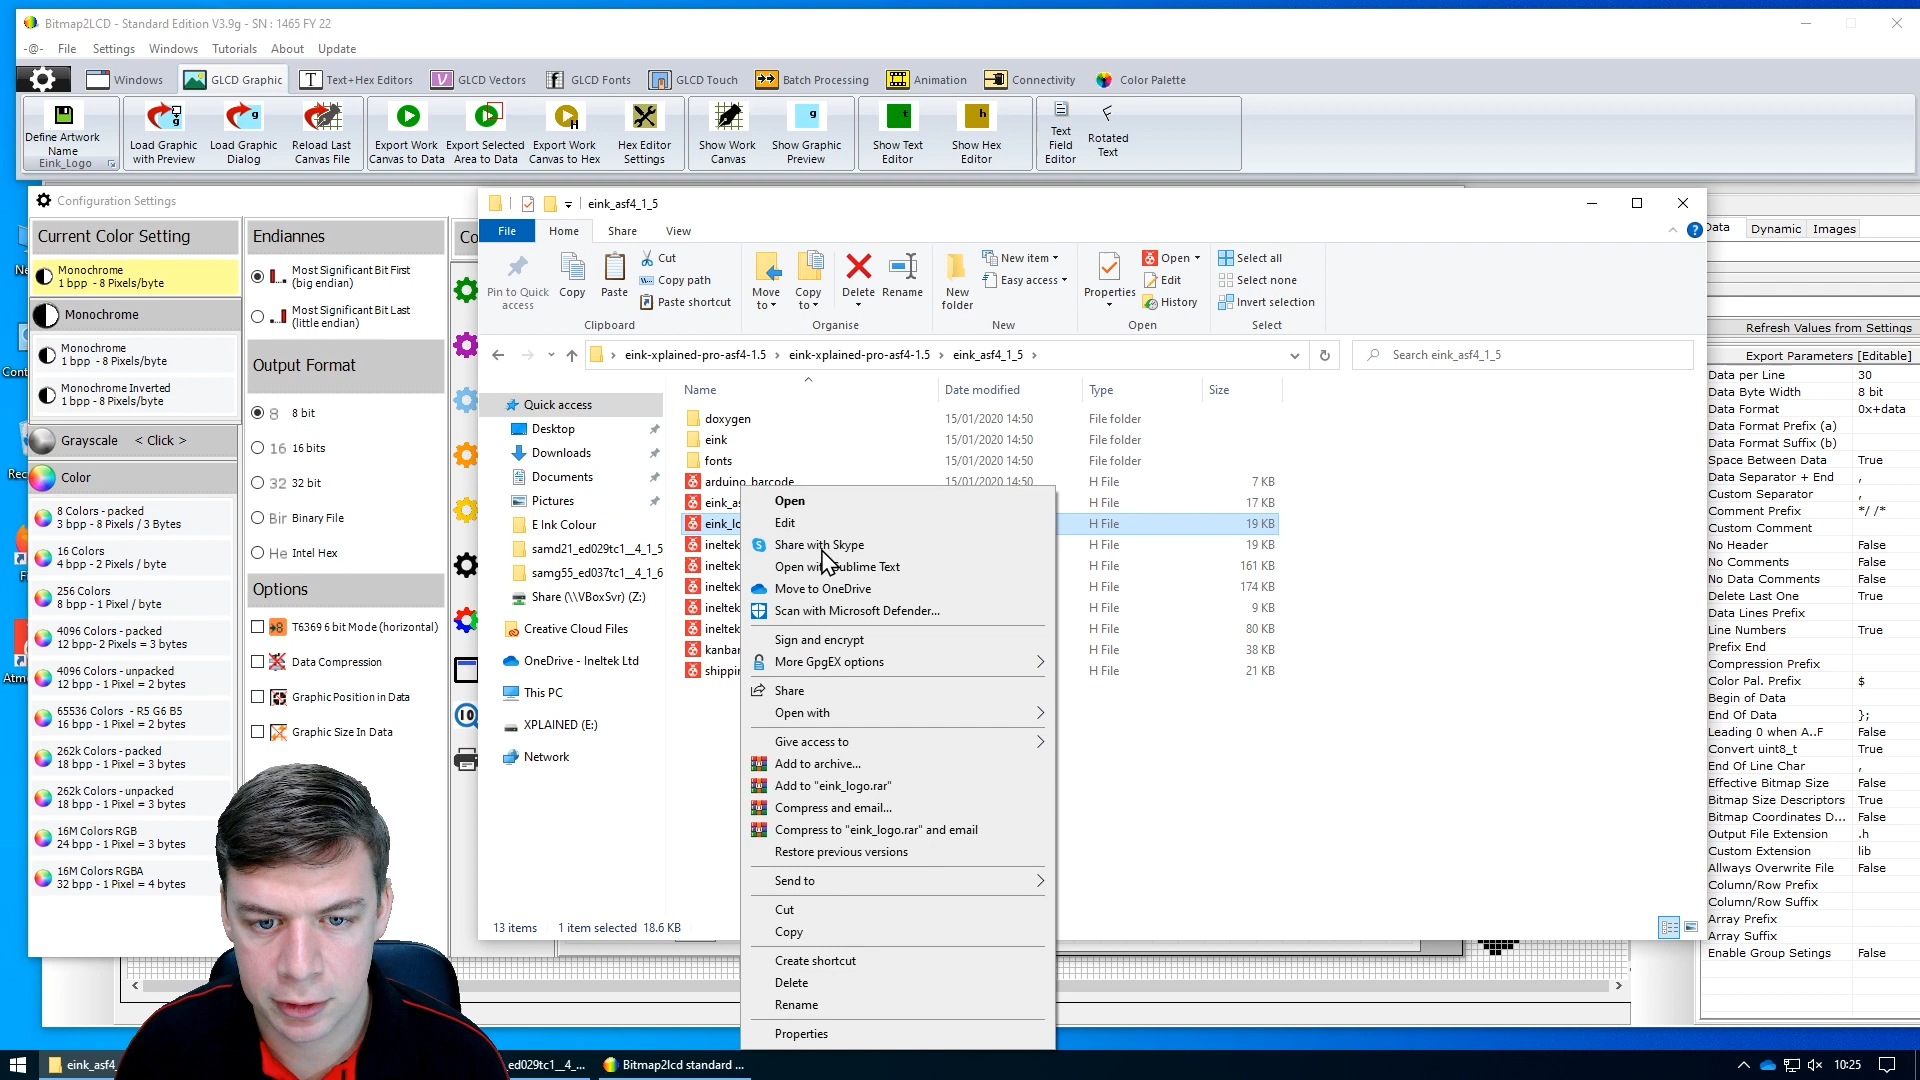 Bitmap2LCD - Standard Edition V3.9g - SN : 1465 FY 22
-@- File Settings Windows Tutorials About Update
Windows GLCD Graphic Text+Hex Editors GLCD Vectors GLCD Fonts GLCD Touch Batch Processing Animation Connectivity Color Palette
Define Artwork Name
Eink_Logo
Load Graphic with Preview
Load Graphic Dialog
Reload Last Canvas File
Export Work Canvas to Data
Export Selected Area to Data
Export Work Canvas to Hex
Hex Editor Settings
Show Work Canvas
Show Graphic Preview
Show Text Editor
Show Hex Editor
Text Field Editor
Rotated Text
Configuration Settings
Current Color Setting
Monochrome
1 bpp - 8 Pixels/byte
Monochrome
Monochrome
1 bpp - 8 Pixels/byte
Monochrome Inverted
1 bpp - 8 Pixels/byte
Grayscale < Click >
Color
8 Colors - packed
3 bpp - 8 Pixels / 3 Bytes
16 Colors
4 bpp - 2 Pixels / byte
256 Colors
8 bpp - 1 Pixel / byte
4096 Colors - packed
12 bpp- 2 Pixels = 3 bytes
4096 Colors - unpacked
12 bpp - 1 Pixel = 2 bytes
65536 Colors - R5 G6 B5
16 bpp - 1 Pixel = 2 bytes
262k Colors - packed
18 bpp - 1 Pixel = 3 bytes
262k Colors - unpacked
18 bpp - 1 Pixel = 3 bytes
16M Colors RGB
24 bpp - 1 Pixel = 3 bytes
16M Colors RGBA
32 bpp - 1 Pixel = 4 bytes
Endiannes
Most Significant Bit First
(big endian)
Most Significant Bit Last
(little endian)
Output Format
8 8 bit
16 16 bits
32 32 bit
Bir Binary File
He Intel Hex
Options
T6369 6 bit Mode (horizontal)
Data Compression
Graphic Position in Data
Graphic Size In Data
Co
eink_asf4_1_5
File Home Share View
Pin to Quick access
Copy
Paste
Cut
Copy path
Paste shortcut
Clipboard
Move to
Copy to
Delete
Rename
Organise
New folder
New item
Easy access
New
Properties
Open
Edit
History
Open
Select all
Select none
Invert selection
Select
eink-xplained-pro-asf4-1.5 > eink-xplained-pro-asf4-1.5 > eink_asf4_1_5 >
Search eink_asf4_1_5
Quick access
Desktop
Downloads
Documents
Pictures
E Ink Colour
samd21_ed029tc1__4_1_5
samg55_ed037tc1__4_1_6
Share (\\VBoxSvr) (Z:)
Creative Cloud Files
OneDrive - Ineltek Ltd
This PC
XPLAINED (E:)
Network
Name Date modified Type Size
doxygen 15/01/2020 14:50 File folder
eink 15/01/2020 14:50 File folder
fonts 15/01/2020 14:50 File folder
arduino_barcode 15/01/2020 14:50 H File 7 KB
eink_as H File 17 KB
eink_lo H File 19 KB
ineltek H File 19 KB
ineltek H File 161 KB
ineltek H File 174 KB
ineltek H File 9 KB
ineltek H File 80 KB
kanbar H File 38 KB
shippir H File 21 KB
Open
Edit
Share with Skype
Open with Sublime Text
Move to OneDrive
Scan with Microsoft Defender...
Sign and encrypt
More GpgEX options
Share
Open with
Give access to
Add to archive...
Add to "eink_logo.rar"
Compress and email...
Compress to "eink_logo.rar" and email
Restore previous versions
Send to
Cut
Copy
Create shortcut
Delete
Rename
Properties
13 items 1 item selected 18.6 KB
Data Dynamic Images
Refresh Values from Settings
Export Parameters [Editable]
Data per Line 30
Data Byte Width 8 bit
Data Format 0x+data
Data Format Prefix (a)
Data Format Suffix (b)
Space Between Data True
Data Separator + End ,
Custom Separator ,
Comment Prefix */ /*
Custom Comment
No Header False
No Comments False
No Data Comments False
Delete Last One True
Data Lines Prefix
Line Numbers True
Prefix End
Compression Prefix
Color Pal. Prefix $
Begin of Data
End Of Data };
Leading 0 when A..F False
Convert uint8_t True
End Of Line Char ,
Effective Bitmap Size False
Bitmap Size Descriptors True
Bitmap Coordinates D... False
Output File Extension .h
Custom Extension lib
Allways Overwrite File False
Column/Row Prefix
Column/Row Suffix
Array Prefix
Array Suffix
Enable Group Setings False
eink_asf4_
ed029tc1__4_...
Bitmap2lcd standard ...
10:25